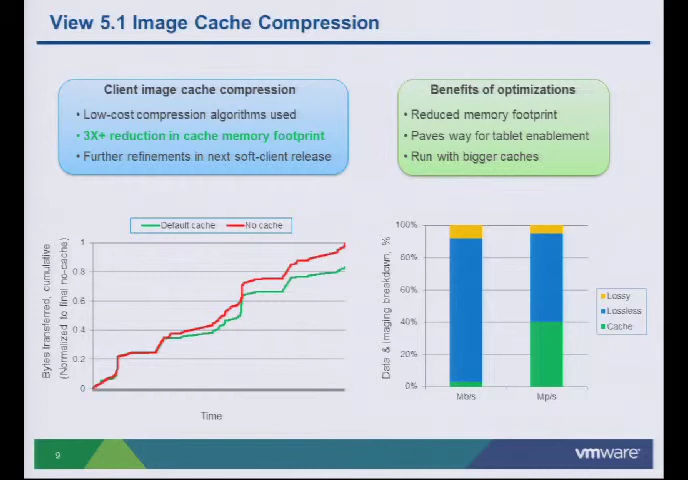 View 5.1 Image Cache Compression
Client image cache compression
• Low-cost compression algorithms used
• 3X+ reduction in cache memory footprint
• Further refinements in next soft-client release
Benefits of optimizations
• Reduced memory footprint
• Paves way for tablet enablement
• Run with bigger caches
Default cache
No cache
Bytes transferred, cumulative
(Normalized to final no-cache)
1
0.8
0.6
0.4
0.2
0
Time
Data & imaging breakdown, %
100%
80%
60%
40%
20%
0%
Mb/s
Mp/s
Lossy
Lossless
Cache
9
vmware